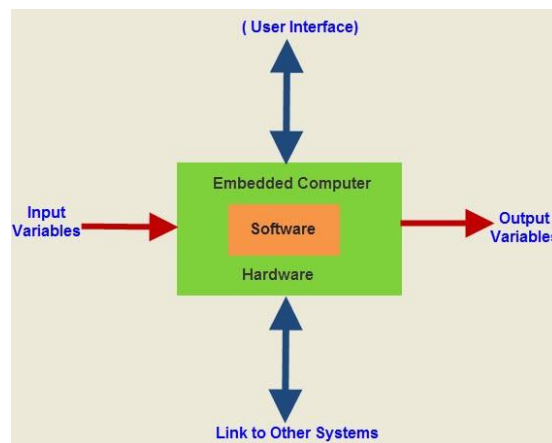 ( User Interface)
Embedded Computer
Input
Variables
Software
Output
Variables
Hardware
Link to Other Systems